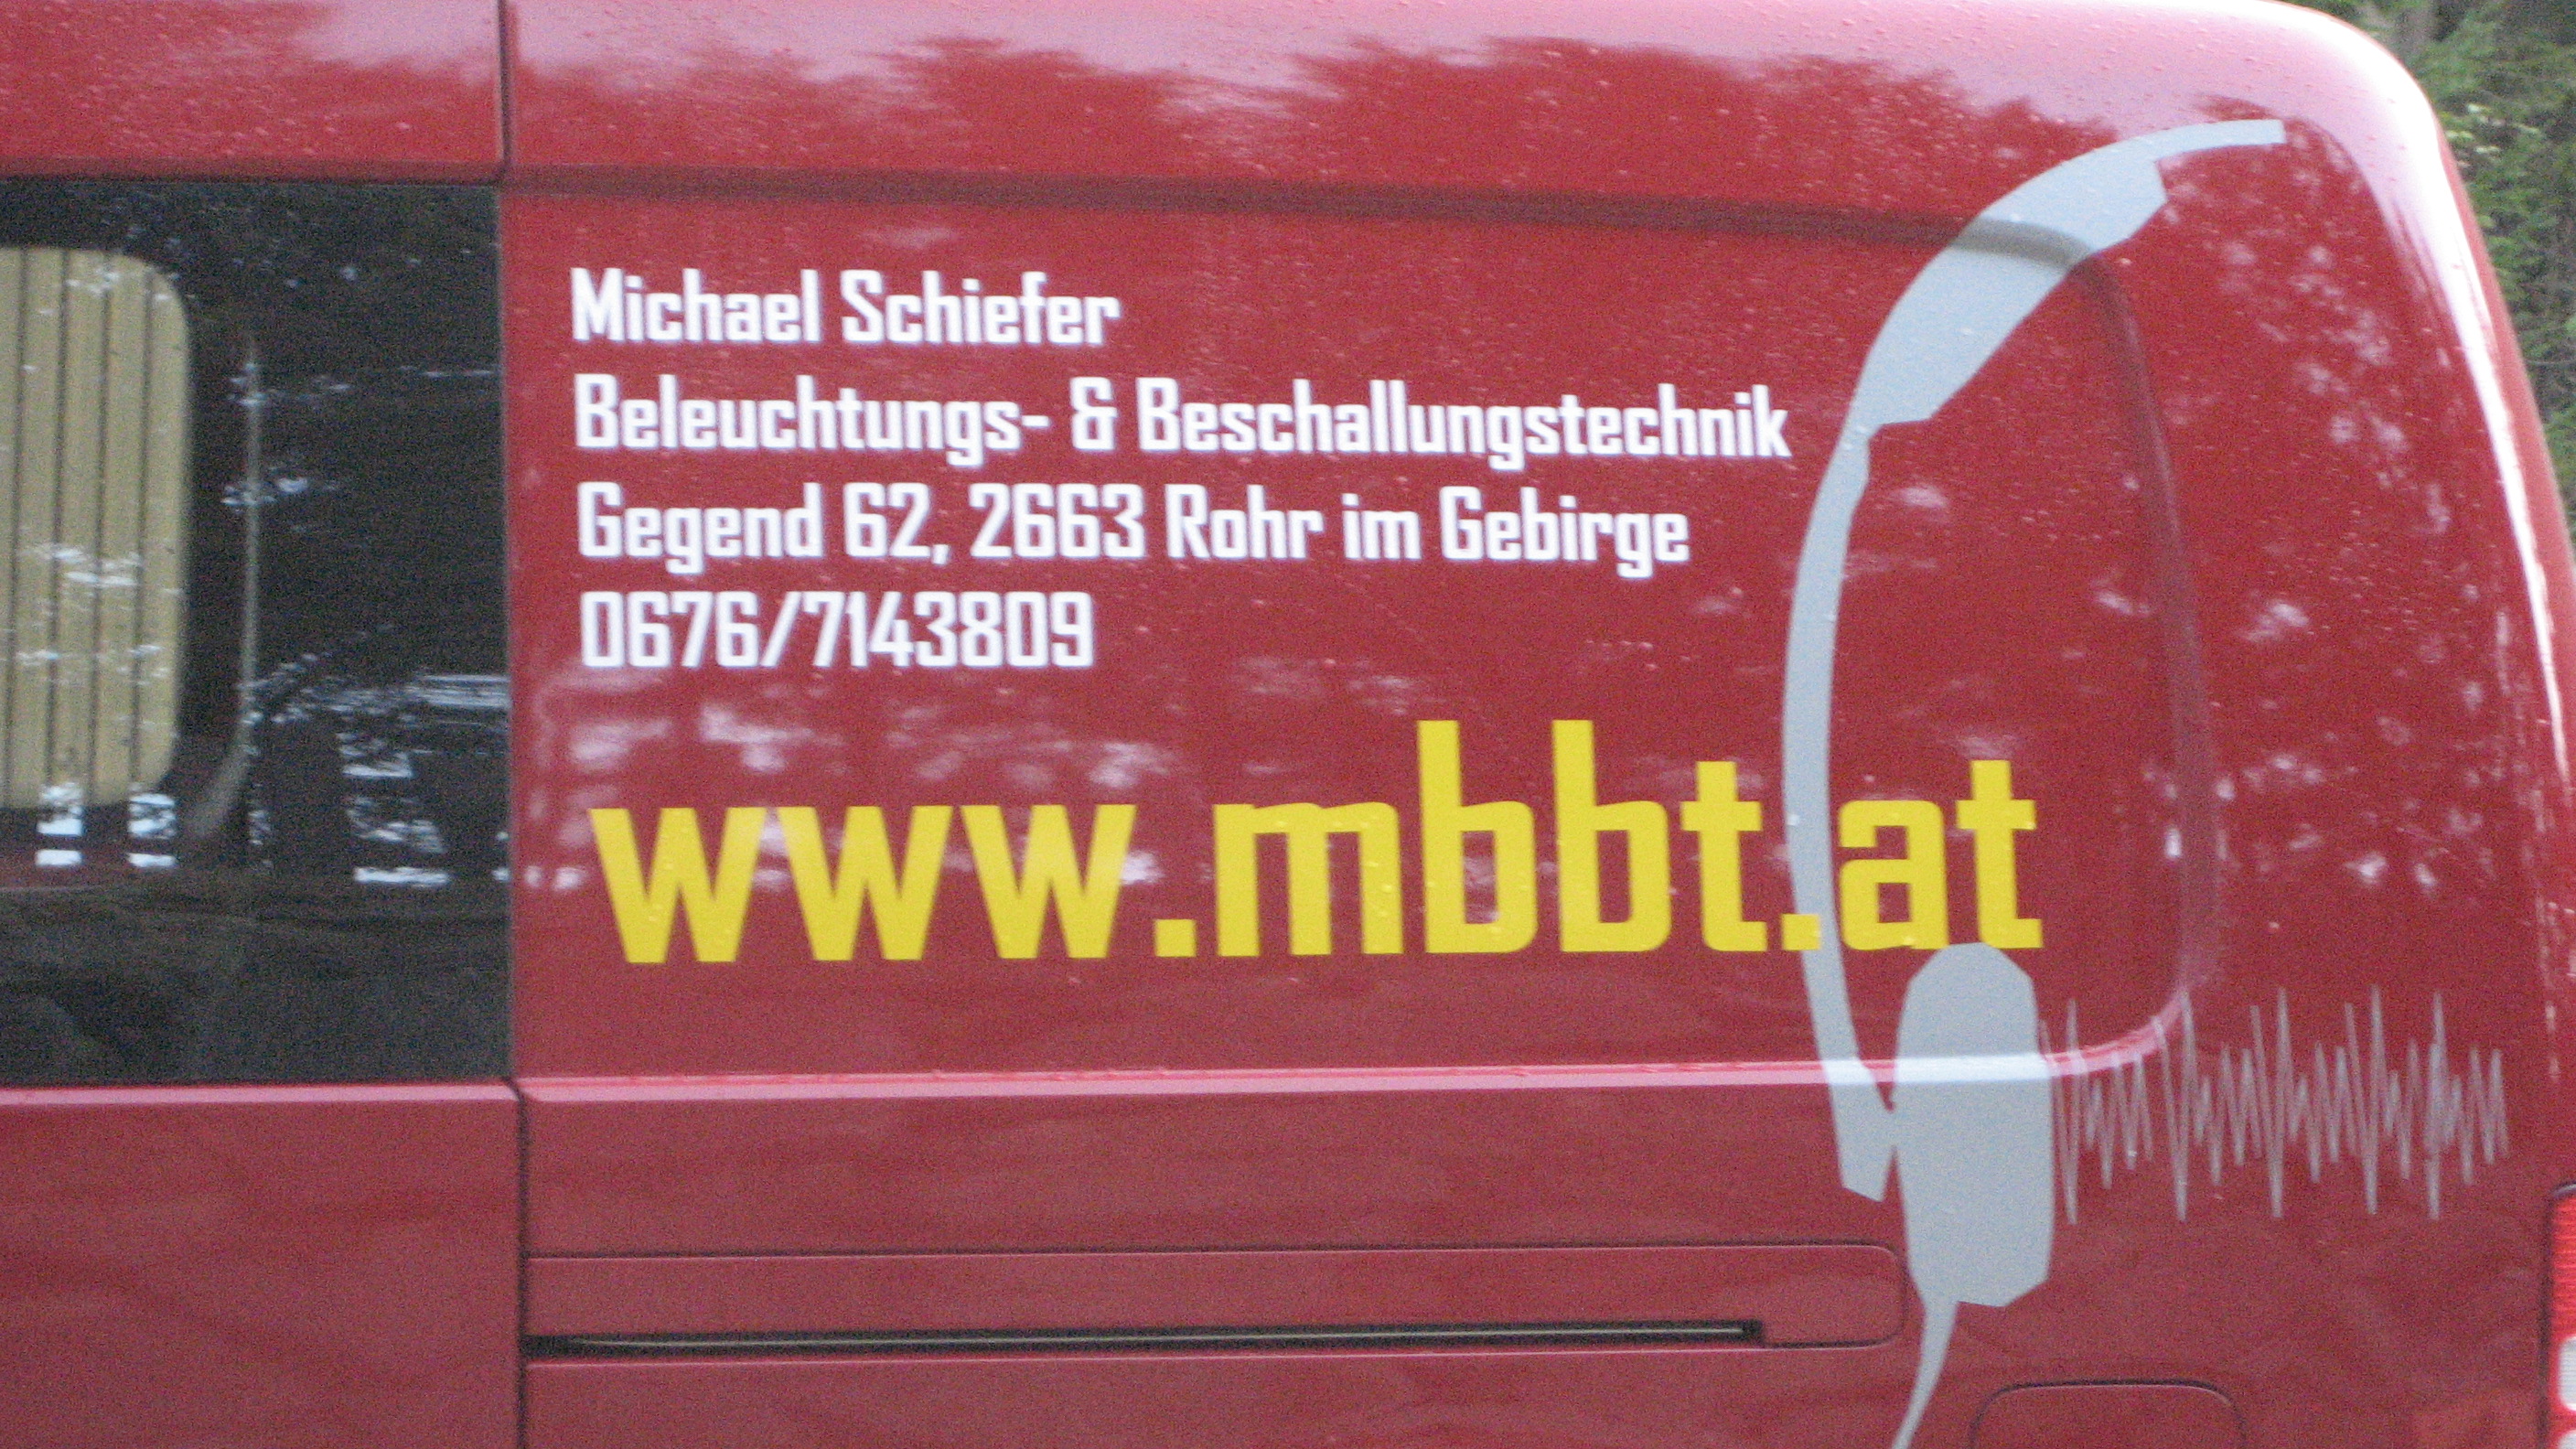 Michael Schiefer
Beleuchtungs- & Beschallungstechnik
Gegend 62, 2663 Rohr im Gebirge
0676/7143809
www.mbbt.at